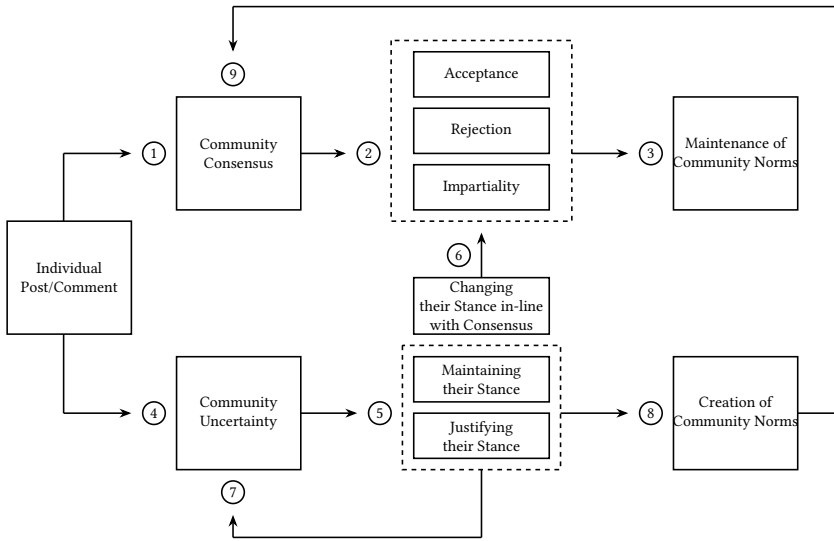 9
Acceptance
1
Community
Consensus
2
Rejection
3
Maintenance of
Community Norms
Impartiality
Individual
Post/Comment
6
Changing
their Stance in-line
with Consensus
4
Community
Uncertainty
5
Maintaining
their Stance
Justifying
their Stance
8
Creation of
Community Norms
7